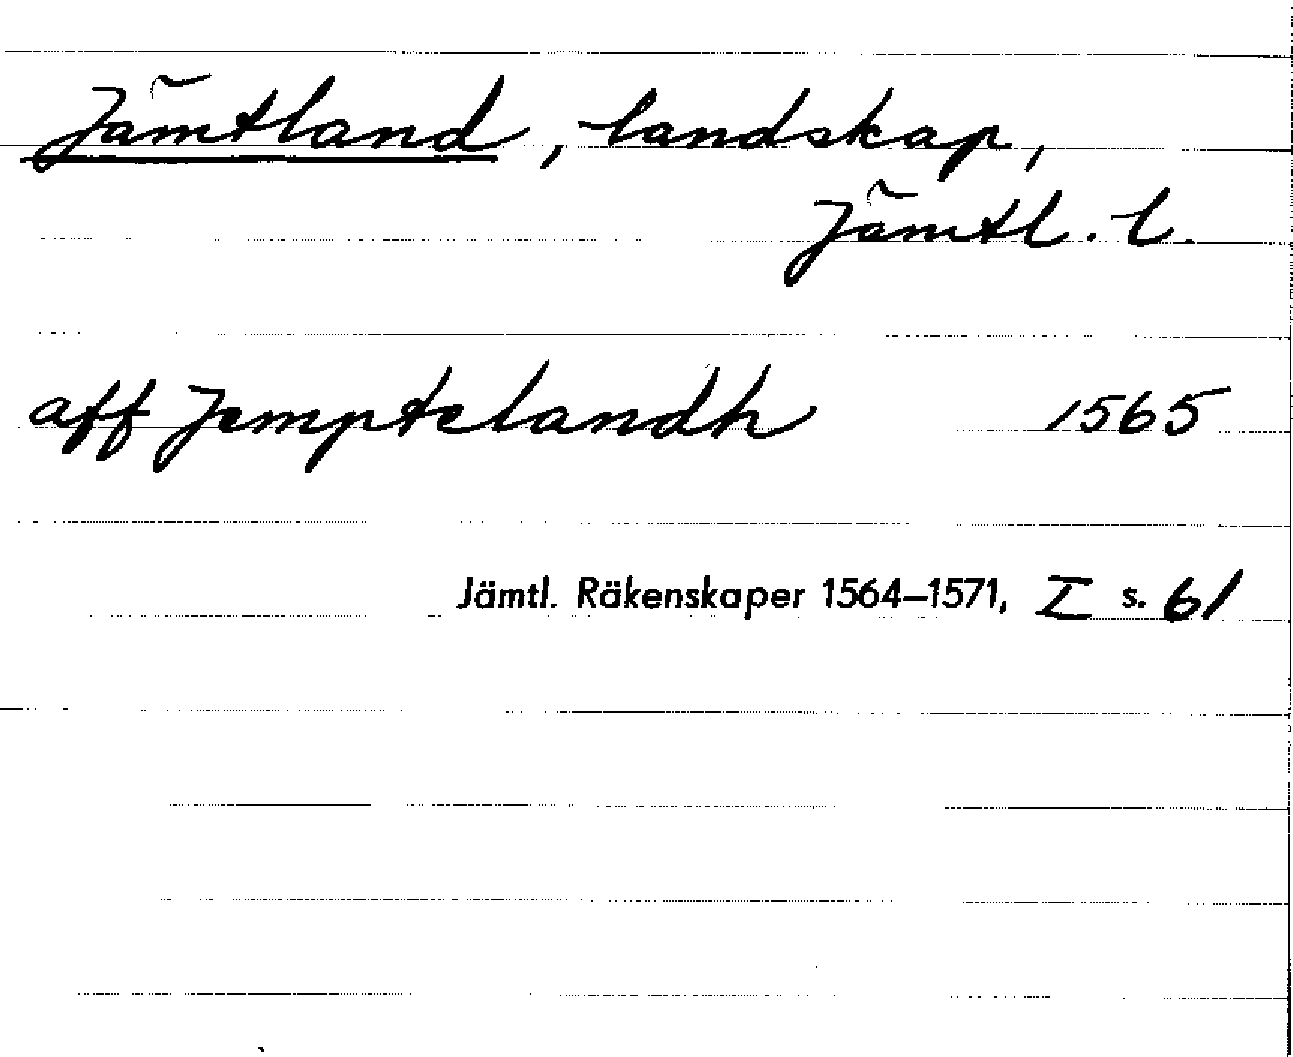 Jämtland, landskap,
Jämtl. l.
aff Jemptelandh 1565
Jämtl. Räkenskaper 1564–1571, I s. 61